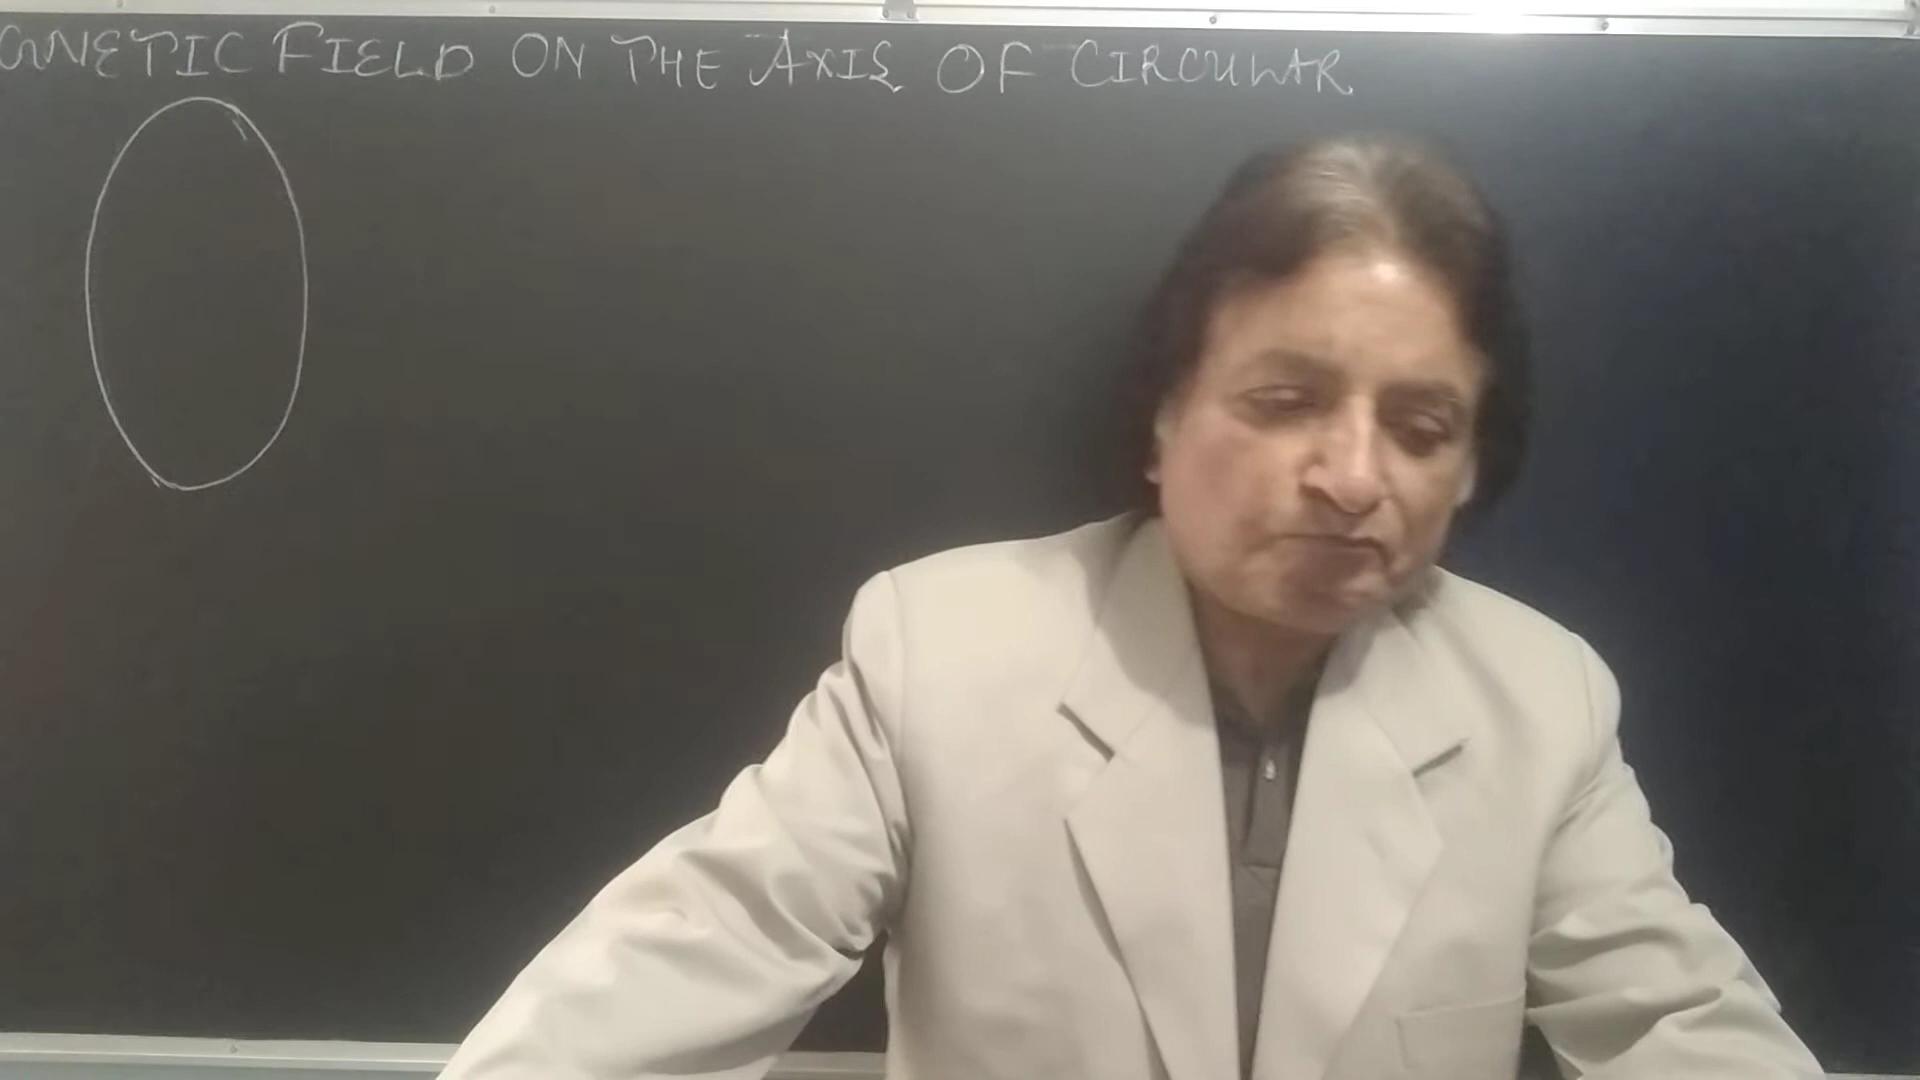 GNETIC FIELD ON THE AXIS OF CIRCULAR